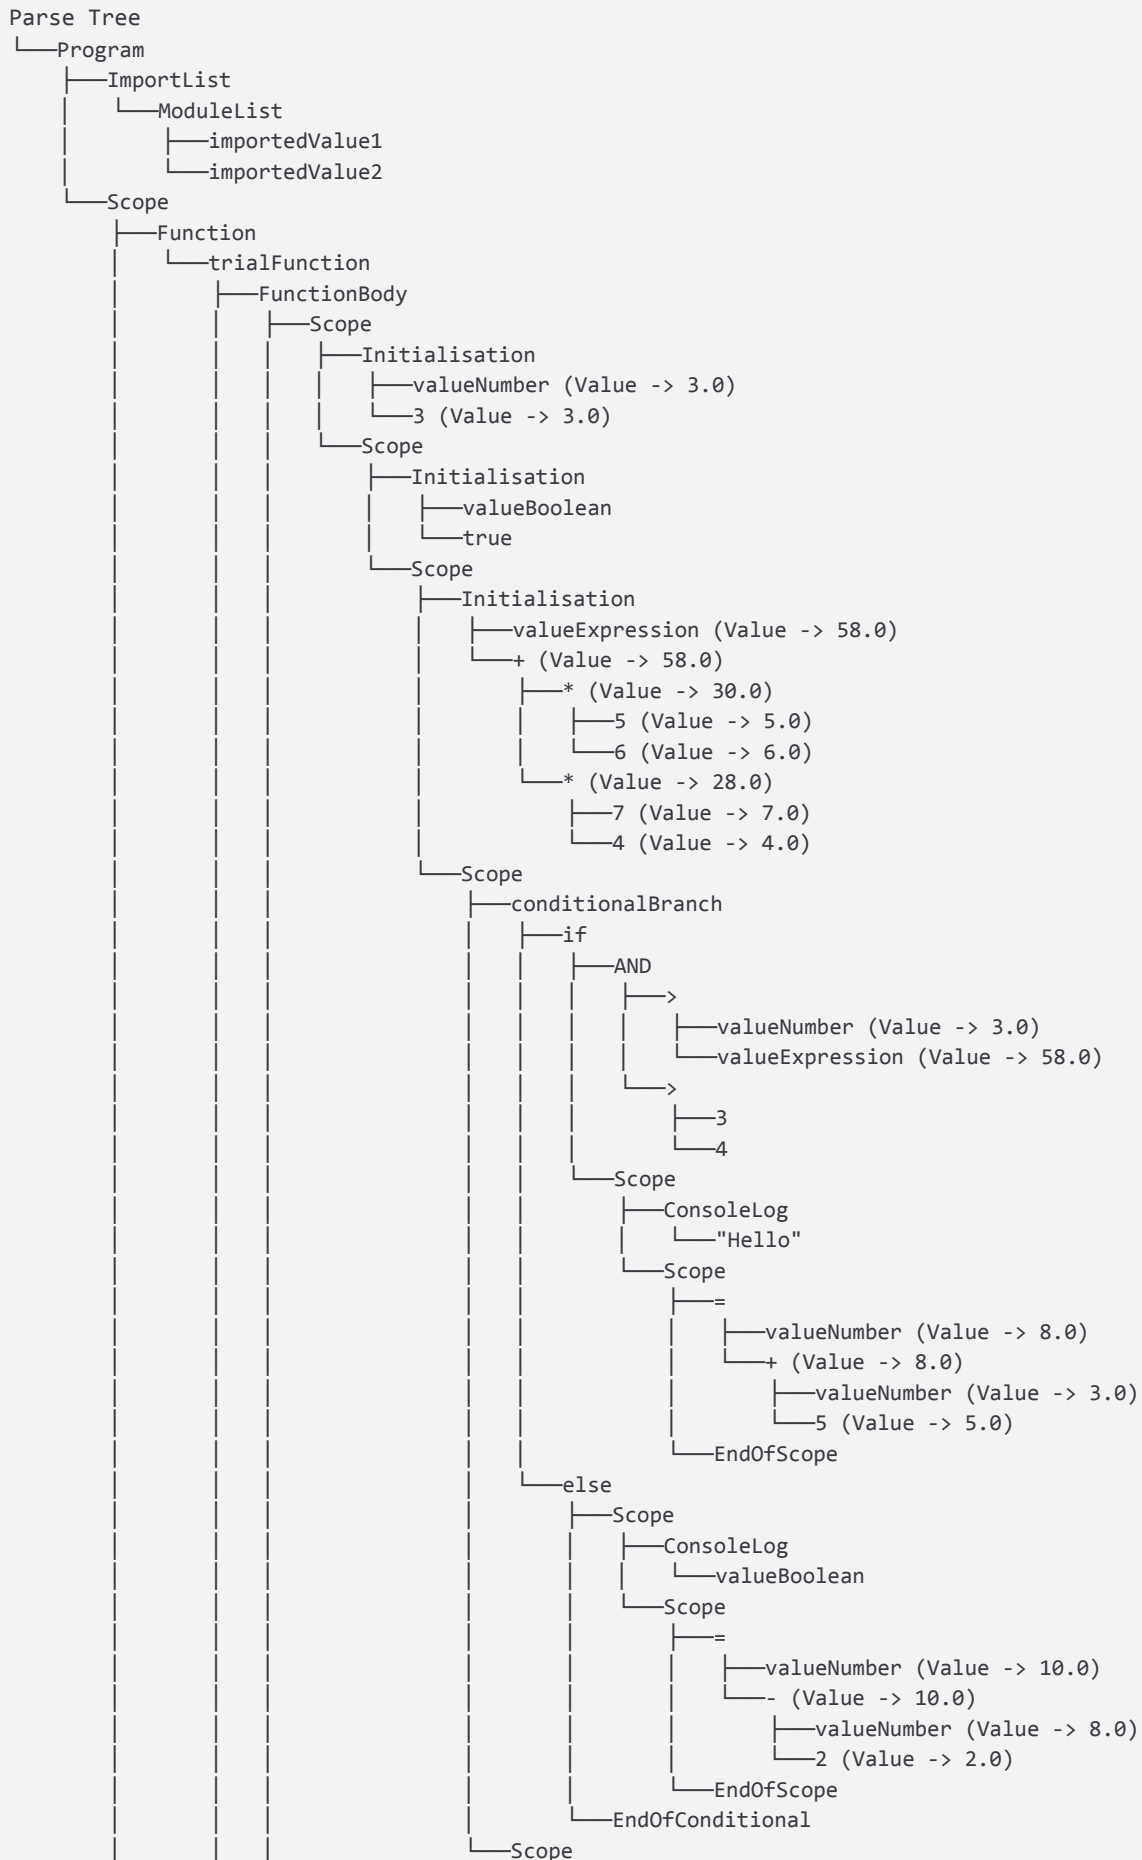 Parse Tree
└──Program
    ├──ImportList
    │   └──ModuleList
    │       ├──importedValue1
    │       └──importedValue2
    └──Scope
        ├──Function
        │   └──trialFunction
        │       ├──FunctionBody
        │       │   ├──Scope
        │       │   │   ├──Initialisation
        │       │   │   │   ├──valueNumber (Value -> 3.0)
        │       │   │   │   └──3 (Value -> 3.0)
        │       │   │   └──Scope
        │       │   │       ├──Initialisation
        │       │   │       │   ├──valueBoolean
        │       │   │       │   └──true
        │       │   │       └──Scope
        │       │   │           ├──Initialisation
        │       │   │           │   ├──valueExpression (Value -> 58.0)
        │       │   │           │   └──+ (Value -> 58.0)
        │       │   │           │       ├──* (Value -> 30.0)
        │       │   │           │       │   ├──5 (Value -> 5.0)
        │       │   │           │       │   └──6 (Value -> 6.0)
        │       │   │           │       └──* (Value -> 28.0)
        │       │   │           │           ├──7 (Value -> 7.0)
        │       │   │           │           └──4 (Value -> 4.0)
        │       │   │           └──Scope
        │       │   │               ├──conditionalBranch
        │       │   │               │   ├──if
        │       │   │               │   │   ├──AND
        │       │   │               │   │   │   ├──>
        │       │   │               │   │   │   │   ├──valueNumber (Value -> 3.0)
        │       │   │               │   │   │   │   └──valueExpression (Value -> 58.0)
        │       │   │               │   │   │   └──>
        │       │   │               │   │   │       ├──3
        │       │   │               │   │   │       └──4
        │       │   │               │   │   └──Scope
        │       │   │               │   │       ├──ConsoleLog
        │       │   │               │   │       │   └──"Hello"
        │       │   │               │   │       └──Scope
        │       │   │               │   │           ├──=
        │       │   │               │   │           │   ├──valueNumber (Value -> 8.0)
        │       │   │               │   │           │   └──+ (Value -> 8.0)
        │       │   │               │   │           │       ├──valueNumber (Value -> 3.0)
        │       │   │               │   │           │       └──5 (Value -> 5.0)
        │       │   │               │   │           └──EndOfScope
        │       │   │               │   └──else
        │       │   │               │       ├──Scope
        │       │   │               │       │   ├──ConsoleLog
        │       │   │               │       │   │   └──valueBoolean
        │       │   │               │       │   └──Scope
        │       │   │               │       │       ├──=
        │       │   │               │       │       │   ├──valueNumber (Value -> 10.0)
        │       │   │               │       │       │   └──- (Value -> 10.0)
        │       │   │               │       │       │       ├──valueNumber (Value -> 8.0)
        │       │   │               │       │       │       └──2 (Value -> 2.0)
        │       │   │               │       │       └──EndOfScope
        │       │   │               │       └──EndOfConditional
        │       │   │               └──Scope